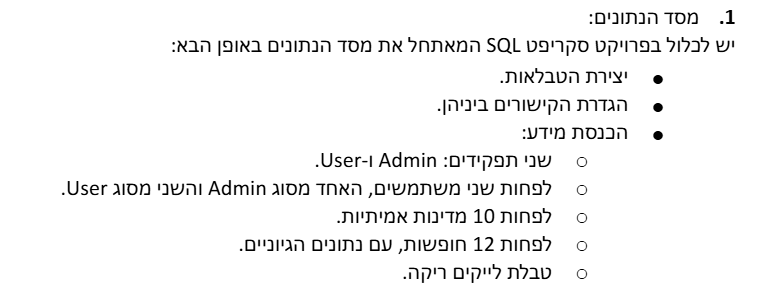 1. מסד הנתונים:
יש לכלול בפרויקט סקריפט SQL המאתחל את מסד הנתונים באופן הבא:
● יצירת הטבלאות.
● הגדרת הקישורים ביניהן.
● הכנסת מידע:
○ שני תפקידים: Admin ו-User.
○ לפחות שני משתמשים, האחד מסוג Admin והשני מסוג User.
○ לפחות 10 מדינות אמיתיות.
○ לפחות 12 חופשות, עם נתונים הגיוניים.
○ טבלת לייקים ריקה.